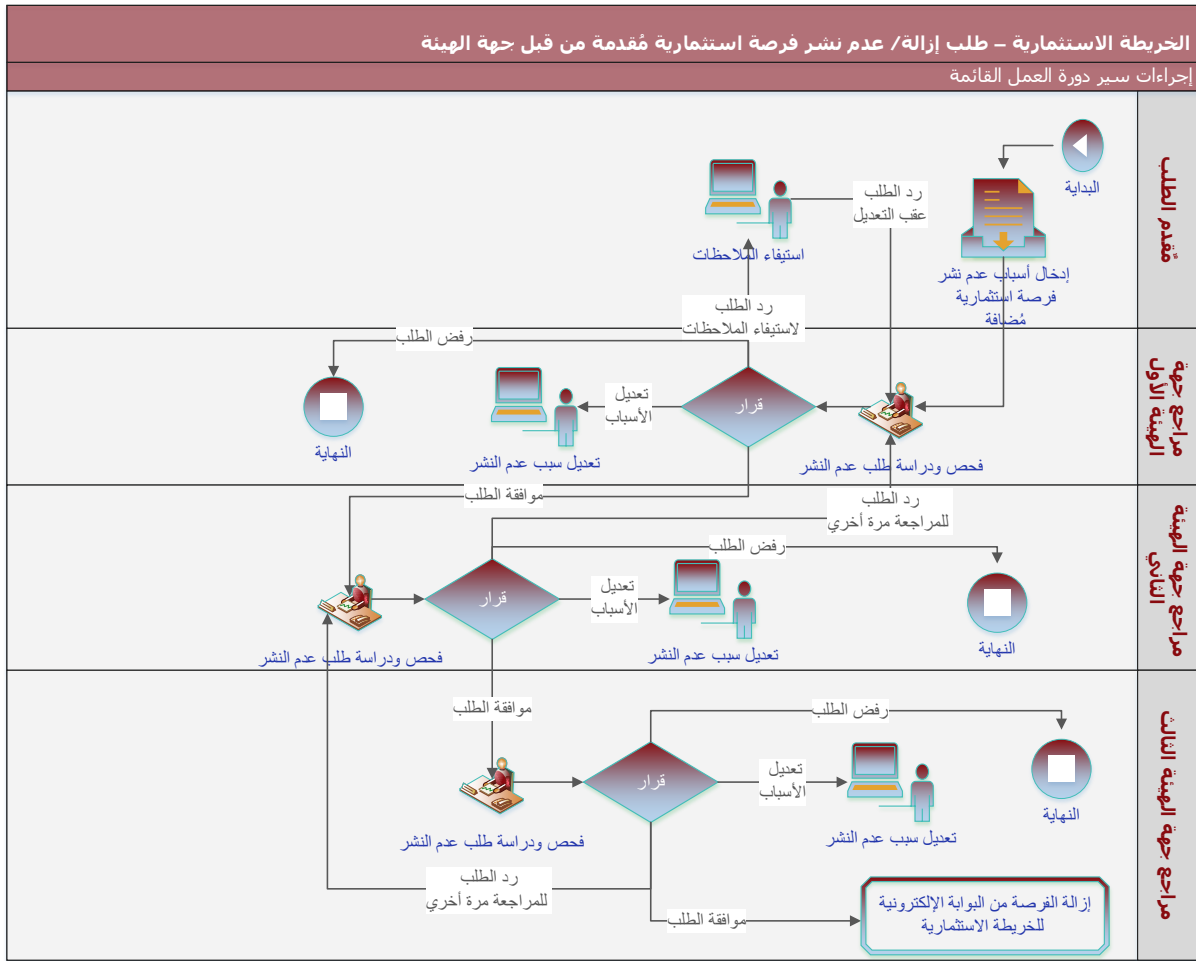 الخريطة الاستثمارية – طلب إزالة/ عدم نشر فرصة استثمارية مُقدمة من قبل جهة الهيئة
إجراءات سير دورة العمل القائمة
مٌقدم الطلب
البداية
إدخال أسباب عدم نشر
فرصة استثمارية
مُضافة
رد الطلب
عقب التعديل
استيفاء الملاحظات
رد الطلب
لاستيفاء الملاحظات
مراجع جهة
الهيئة الأول
فحص ودراسة طلب عدم النشر
قرار
تعديل
الأسباب
تعديل سبب عدم النشر
رفض الطلب
النهاية
موافقة الطلب
مراجع جهة الهيئة
الثاني
رد الطلب
للمراجعة مرة أخري
رفض الطلب
النهاية
تعديل
الأسباب
تعديل سبب عدم النشر
قرار
فحص ودراسة طلب عدم النشر
موافقة الطلب
مراجع جهة الهيئة الثالث
رفض الطلب
النهاية
تعديل
الأسباب
تعديل سبب عدم النشر
قرار
فحص ودراسة طلب عدم النشر
رد الطلب
للمراجعة مرة أخري
موافقة الطلب
إزالة الفرصة من البوابة الإلكترونية
للخريطة الاستثمارية